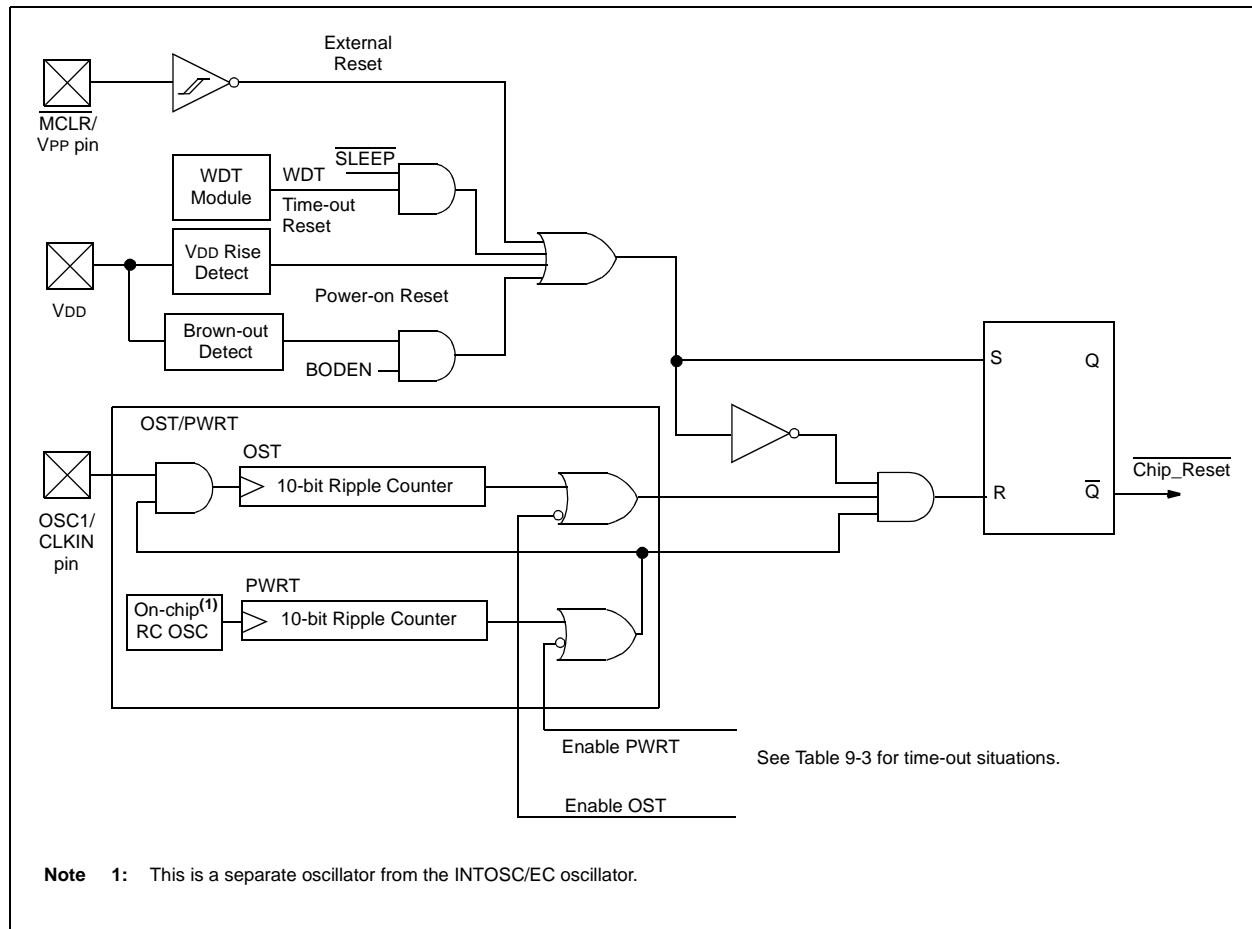 External
Reset
MCLR/
VPP pin
SLEEP
WDT
Module
WDT
Time-out
Reset
VDD
VDD Rise
Detect
Power-on Reset
Brown-out
Detect
BODEN
S
Q
OST/PWRT
OST
10-bit Ripple Counter
OSC1/
CLKIN
pin
R
Q
Chip_Reset
PWRT
On-chip(1)
RC OSC
10-bit Ripple Counter
Enable PWRT
See Table 9-3 for time-out situations.
Enable OST
Note 1: This is a separate oscillator from the INTOSC/EC oscillator.